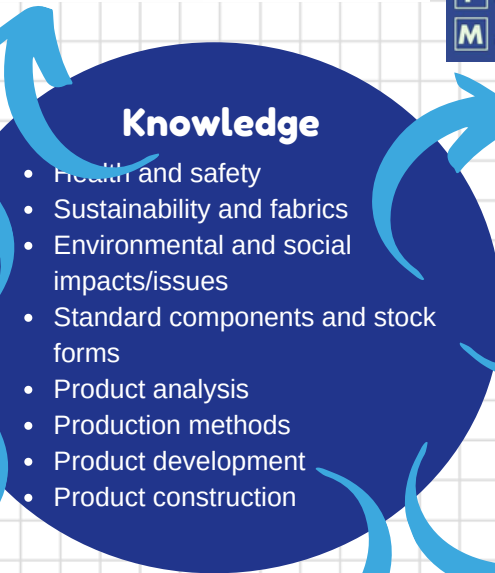 M
Knowledge
• Health and safety
• Sustainability and fabrics
• Environmental and social
impacts/issues
• Standard components and stock
forms
• Product analysis
• Production methods
• Product development
• Product construction